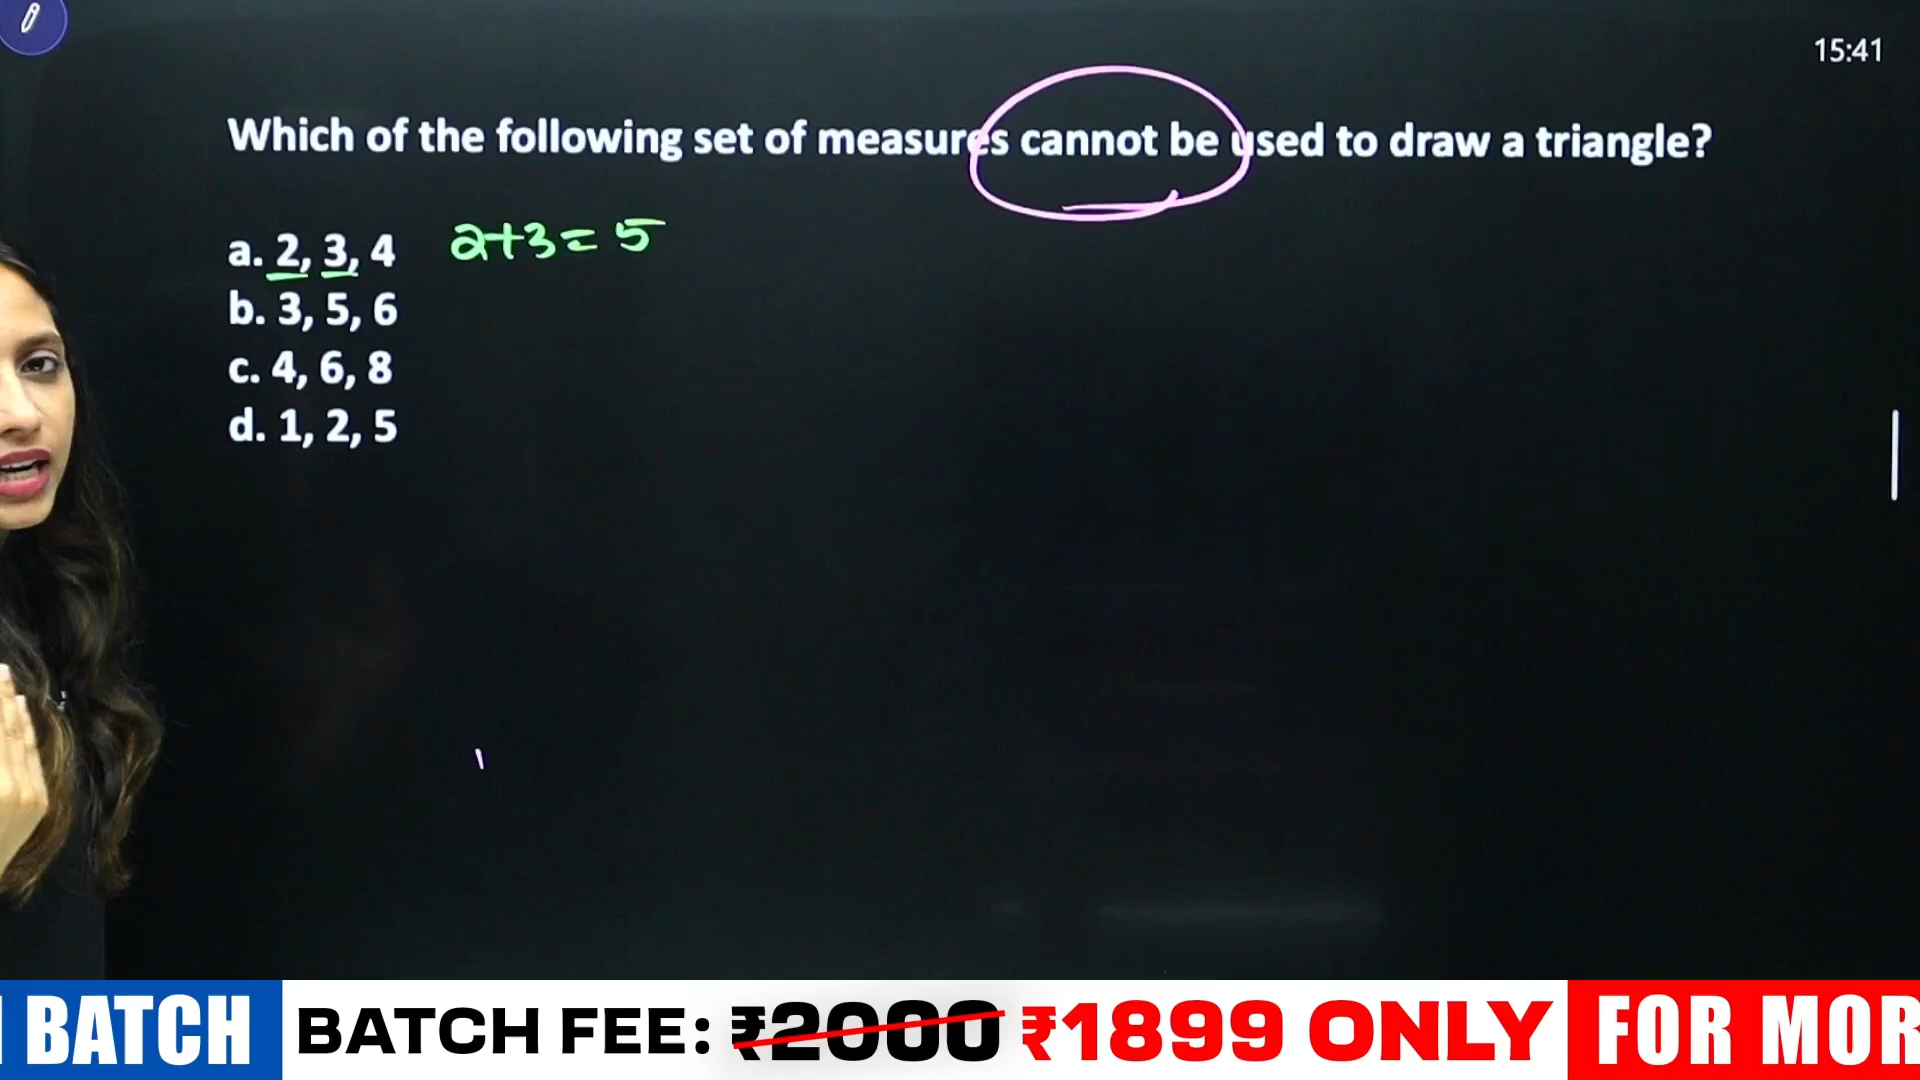 15:41
Which of the following set of measures cannot be used to draw a triangle?
a. 2, 3, 4 2+3=5
b. 3, 5, 6
c. 4, 6, 8
d. 1, 2, 5
BATCH BATCH FEE: ₹2000 ₹1899 ONLY FOR MOR